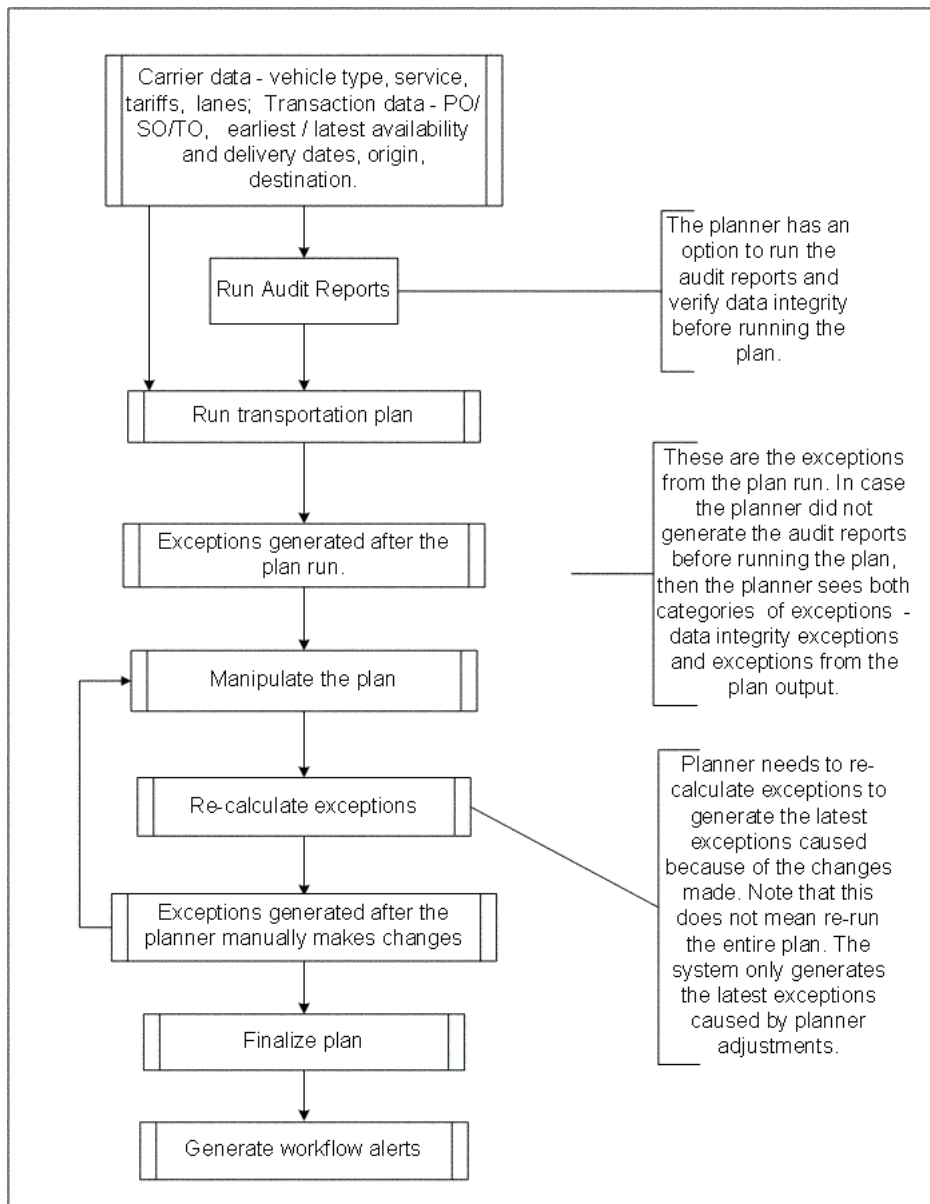 Carrier data - vehicle type, service,
tariffs, lanes; Transaction data - PO/
SO/TO, earliest / latest availability
and delivery dates, origin,
destination.
Run Audit Reports
The planner has an
option to run the
audit reports and
verify data integrity
before running the
plan.
Run transportation plan
Exceptions generated after the
plan run.
These are the exceptions
from the plan run. In case
the planner did not
generate the audit reports
before running the plan,
then the planner sees both
categories of exceptions -
data integrity exceptions
and exceptions from the
plan output.
Manipulate the plan
Re-calculate exceptions
Planner needs to re-
calculate exceptions to
generate the latest
exceptions caused
because of the changes
made. Note that this
does not mean re-run
the entire plan. The
system only generates
the latest exceptions
caused by planner
adjustments.
Exceptions generated after the
planner manually makes changes
Finalize plan
Generate workflow alerts